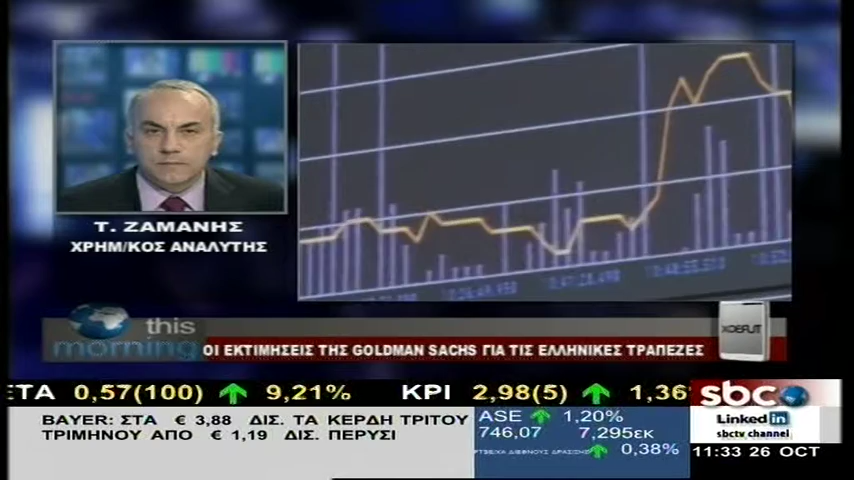 Τ. ΖΑΜΑΝΗΣ
ΧΡΗΜ/ΚΟΣ ΑΝΑΛΥΤΗΣ
this
morning
ΟΙ ΕΚΤΙΜΗΣΕΙΣ ΤΗΣ GOLDMAN SACHS ΓΙΑ ΤΙΣ ΕΛΛΗΝΙΚΕΣ ΤΡΑΠΕΖΕΣ
ΕΤΑ 0,57(100) 9,21% ΚΡΙ 2,98(5) 1,36
sbc
BAYER: ΣΤΑ € 3,88 ΔΙΣ. ΤΑ ΚΕΡΔΗ ΤΡΙΤΟΥ
ΤΡΙΜΗΝΟΥ ΑΠΟ € 1,19 ΔΙΣ. ΠΕΡΥΣΙ
ASE 1,20%
746,07 7,295εκ
0,38%
Linked in
sbctv channel
11:33 26 OCT